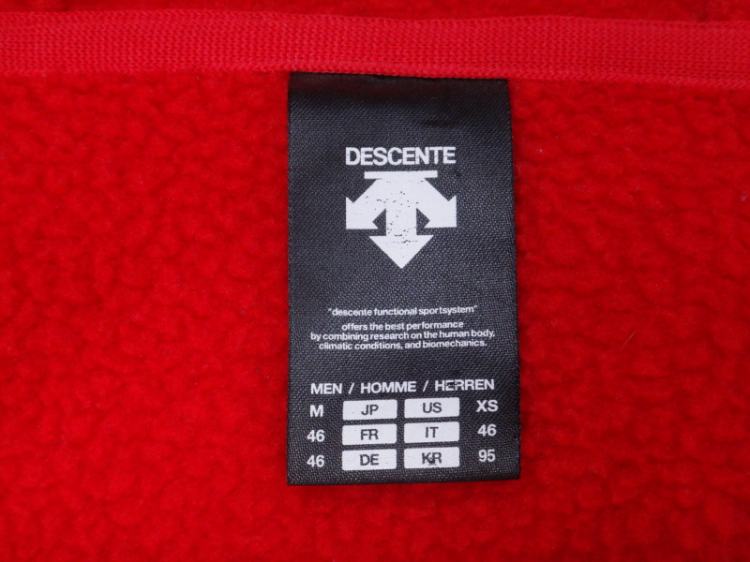 DESCENTE
"descente functional sportsystem"
offers the best performance
by combining research on the human body,
climatic conditions, and biomechanics.
MEN / HOMME / HERREN
M JP US XS
46 FR IT 46
46 DE KR 95